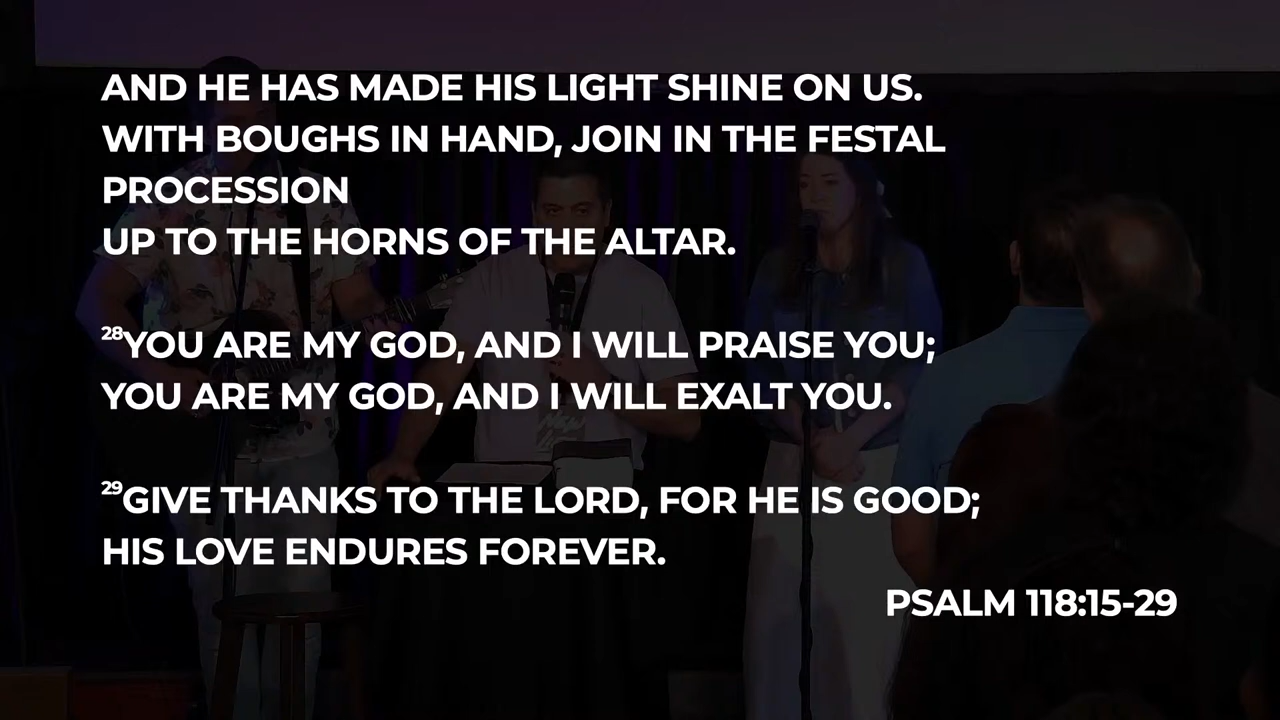 AND HE HAS MADE HIS LIGHT SHINE ON US.
WITH BOUGHS IN HAND, JOIN IN THE FESTAL
PROCESSION
UP TO THE HORNS OF THE ALTAR.
28YOU ARE MY GOD, AND I WILL PRAISE YOU;
YOU ARE MY GOD, AND I WILL EXALT YOU.
29GIVE THANKS TO THE LORD, FOR HE IS GOOD;
HIS LOVE ENDURES FOREVER.
PSALM 118:15-29